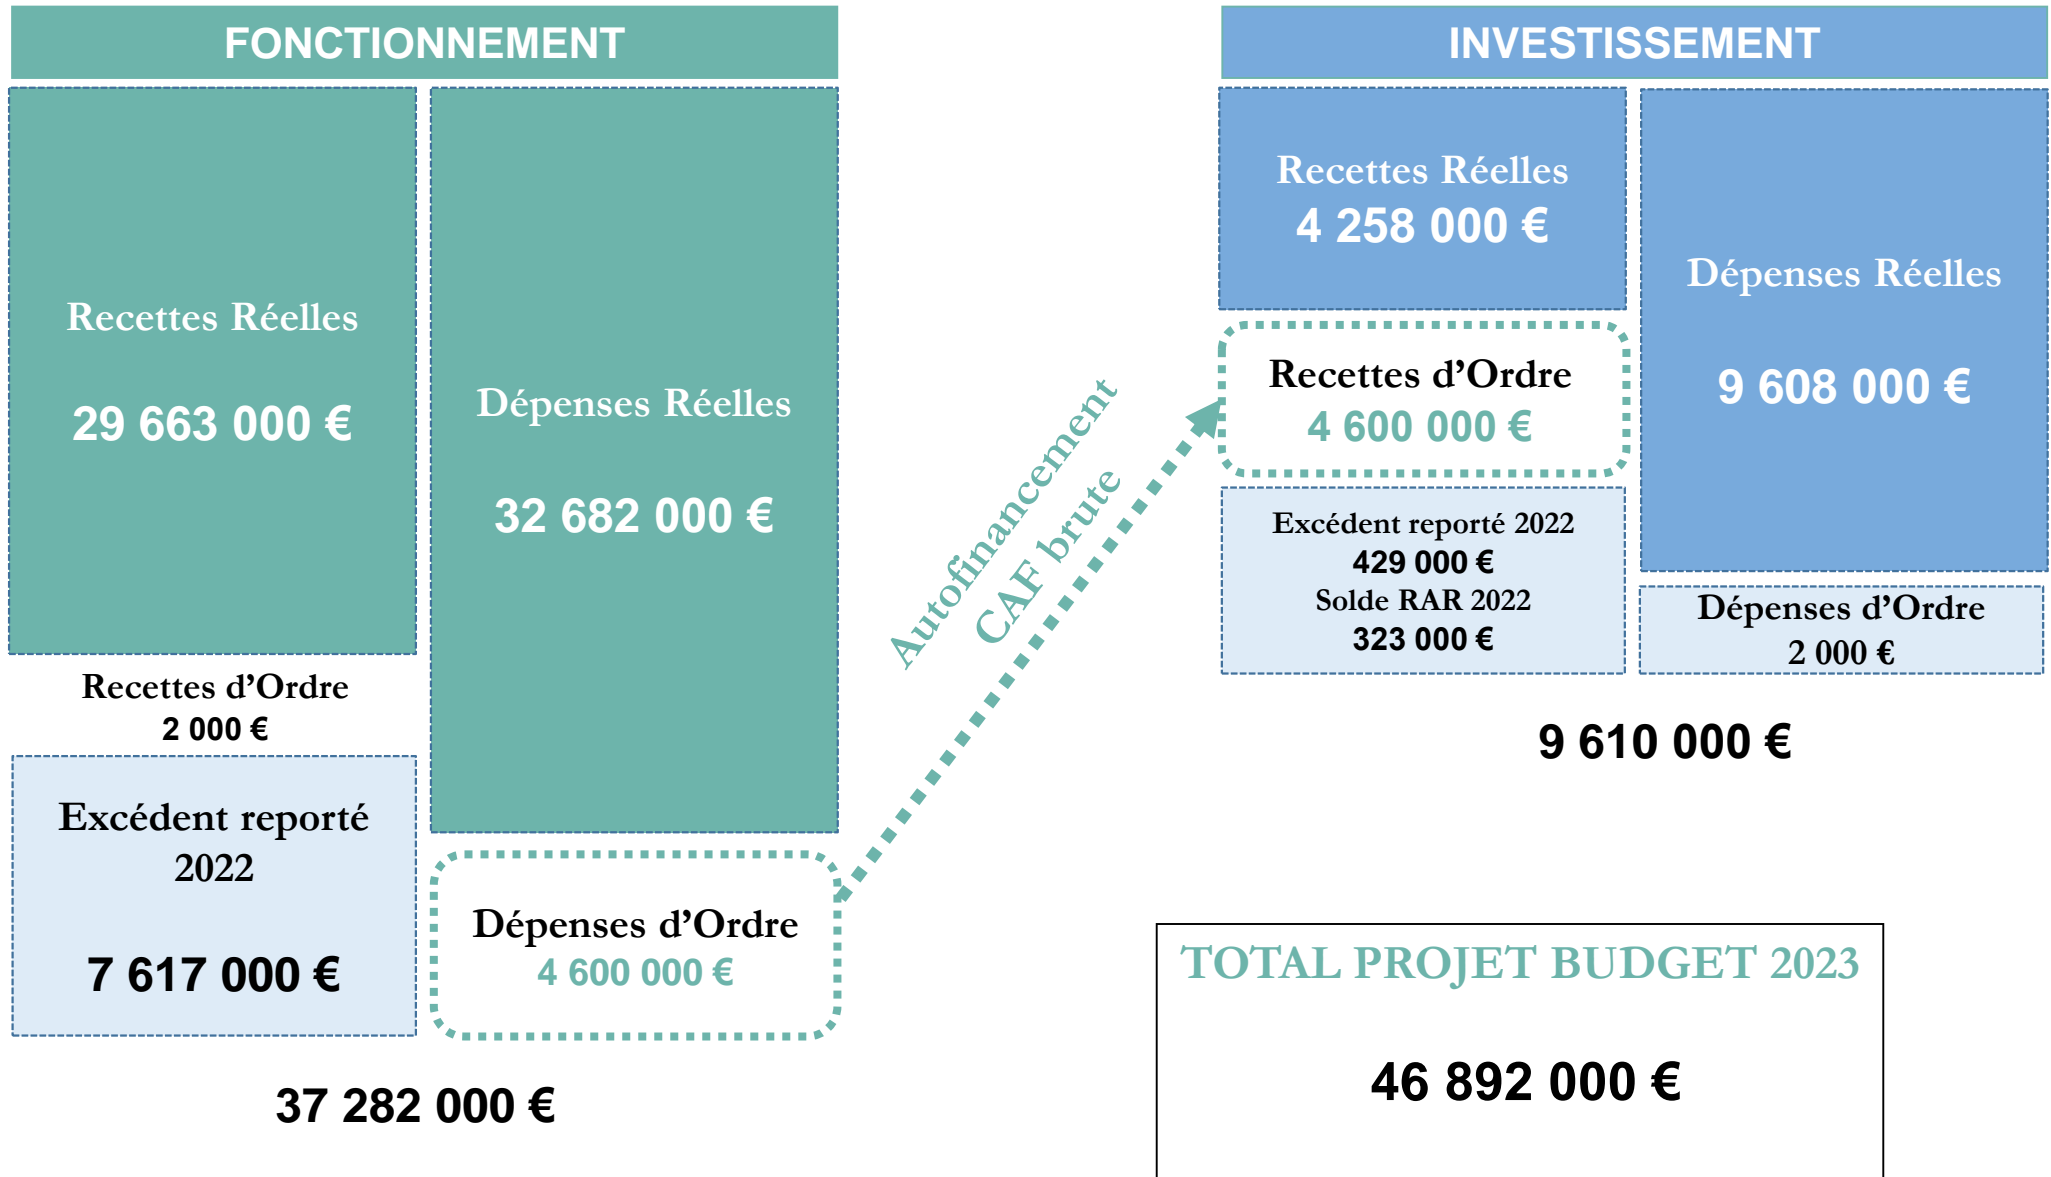 FONCTIONNEMENT
Recettes Réelles
29 663 000 €
Recettes d’Ordre
2 000 €
Excédent reporté
2022
7 617 000 €
Dépenses Réelles
32 682 000 €
Dépenses d’Ordre
4 600 000 €
37 282 000 €
Autofinancement
CAF brute
INVESTISSEMENT
Recettes Réelles
4 258 000 €
Recettes d’Ordre
4 600 000 €
Excédent reporté 2022
429 000 €
Solde RAR 2022
323 000 €
Dépenses Réelles
9 608 000 €
Dépenses d’Ordre
2 000 €
9 610 000 €
TOTAL PROJET BUDGET 2023
46 892 000 €